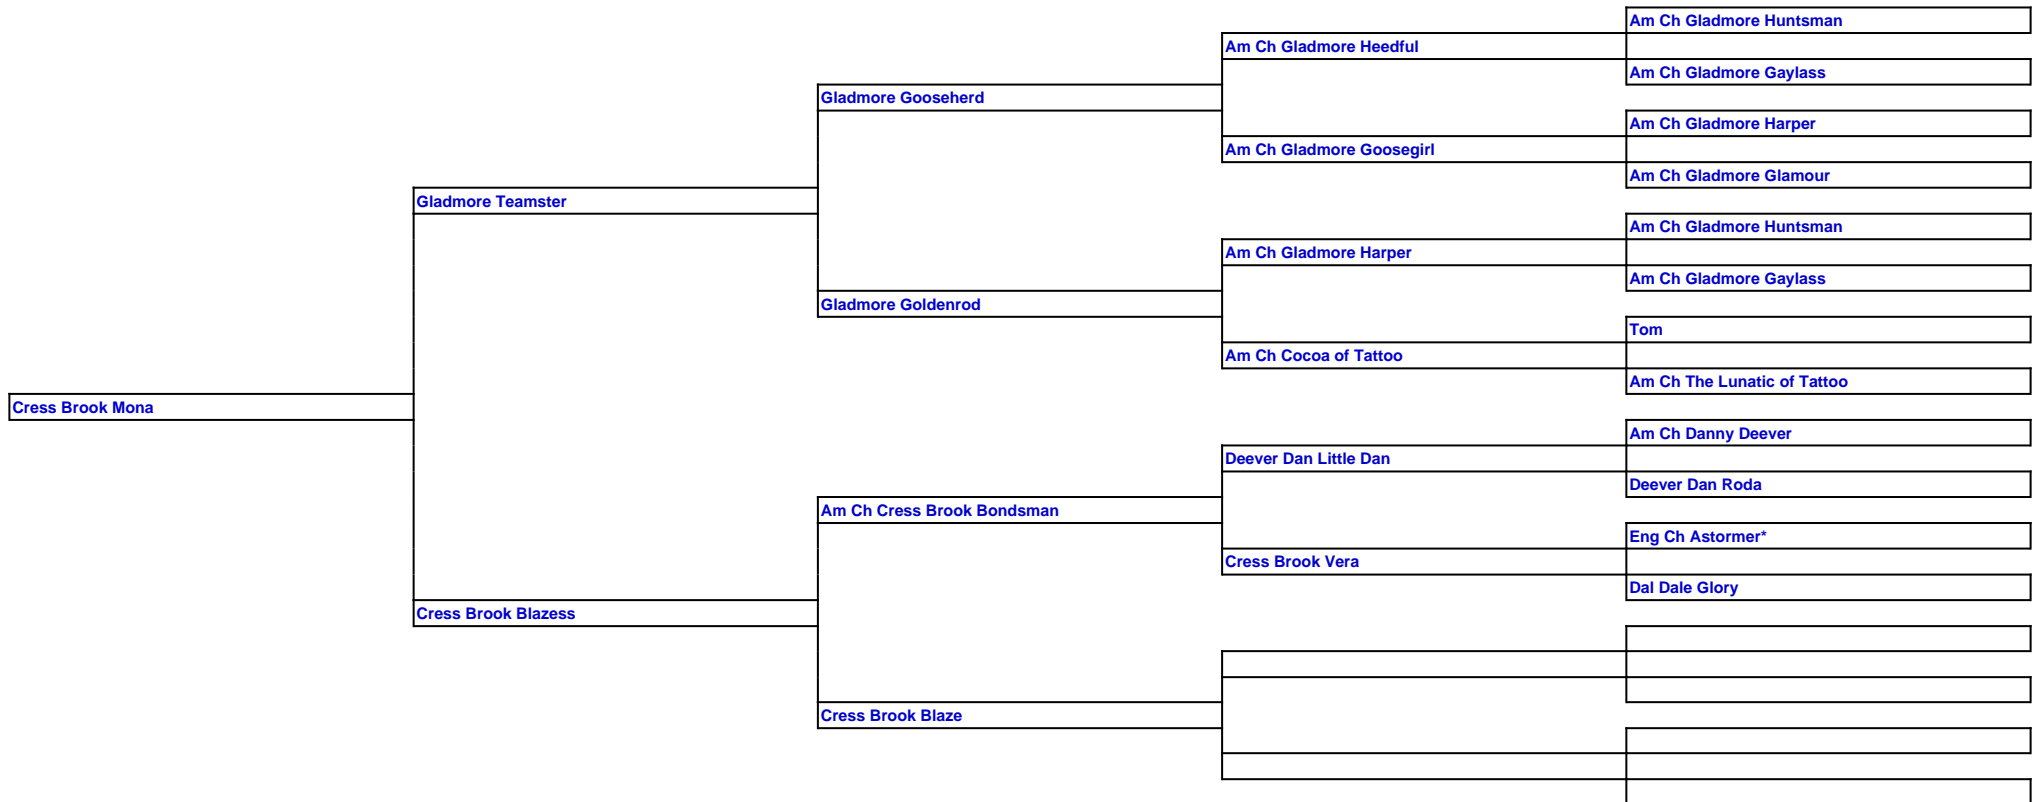 Am Ch Gladmore Huntsman
Am Ch Gladmore Heedful
Am Ch Gladmore Gaylass
Gladmore Gooseherd
Am Ch Gladmore Harper
Am Ch Gladmore Goosegirl
Am Ch Gladmore Glamour
Gladmore Teamster
Am Ch Gladmore Huntsman
Am Ch Gladmore Harper
Am Ch Gladmore Gaylass
Gladmore Goldenrod
Tom
Am Ch Cocoa of Tattoo
Am Ch The Lunatic of Tattoo
Cress Brook Mona
Am Ch Danny Deever
Deever Dan Little Dan
Deever Dan Roda
Am Ch Cress Brook Bondsman
Eng Ch Astormer*
Cress Brook Vera
Dal Dale Glory
Cress Brook Blazess
Cress Brook Blaze